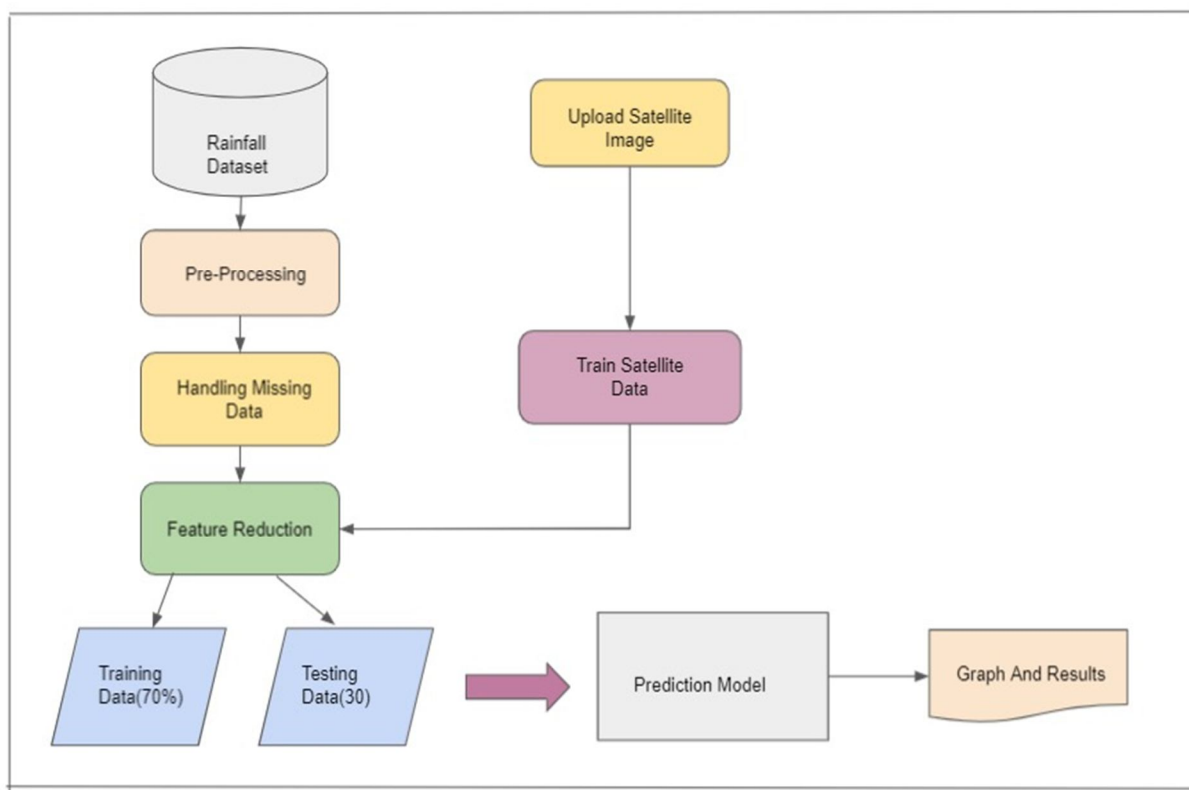 Rainfall
Dataset
Upload Satellite
Image
Pre-Processing
Handling Missing
Data
Train Satellite
Data
Feature Reduction
Training
Data(70%)
Testing
Data(30)
Prediction Model
Graph And Results